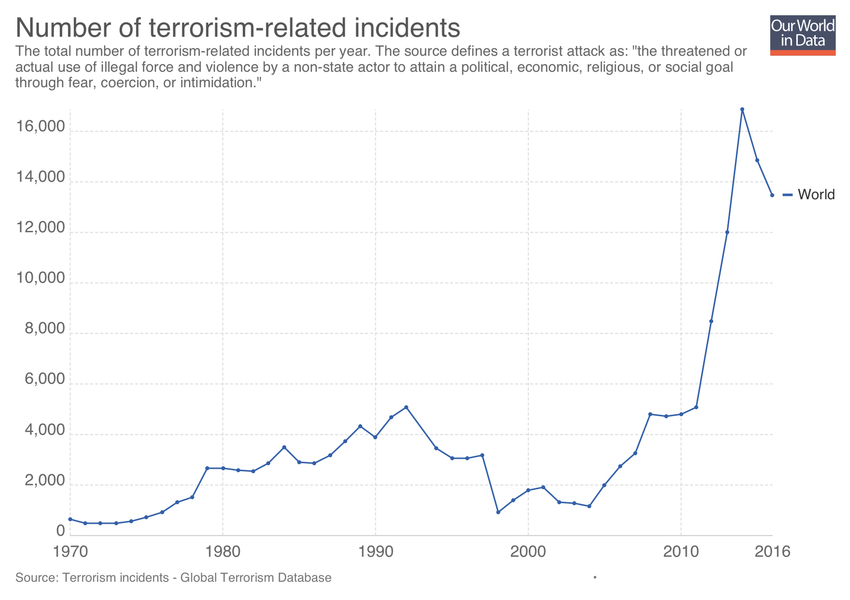 Number of terrorism-related incidents
Our World
in Data
The total number of terrorism-related incidents per year. The source defines a terrorist attack as: "the threatened or
actual use of illegal force and violence by a non-state actor to attain a political, economic, religious, or social goal
through fear, coercion, or intimidation."
16,000
14,000
12,000
10,000
8,000
6,000
4,000
2,000
0
World
1970 1980 1990 2000 2010 2016
Source: Terrorism incidents - Global Terrorism Database